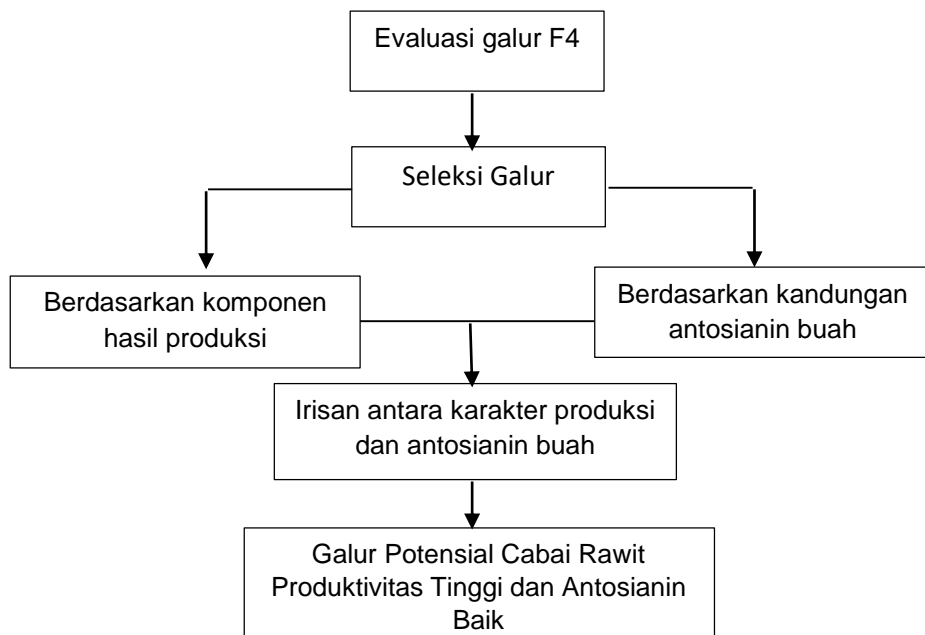 Evaluasi galur F4
Seleksi Galur
Berdasarkan komponen
hasil produksi
Berdasarkan kandungan
antosianin buah
Irisan antara karakter produksi
dan antosianin buah
Galur Potensial Cabai Rawit
Produktivitas Tinggi dan Antosianin
Baik